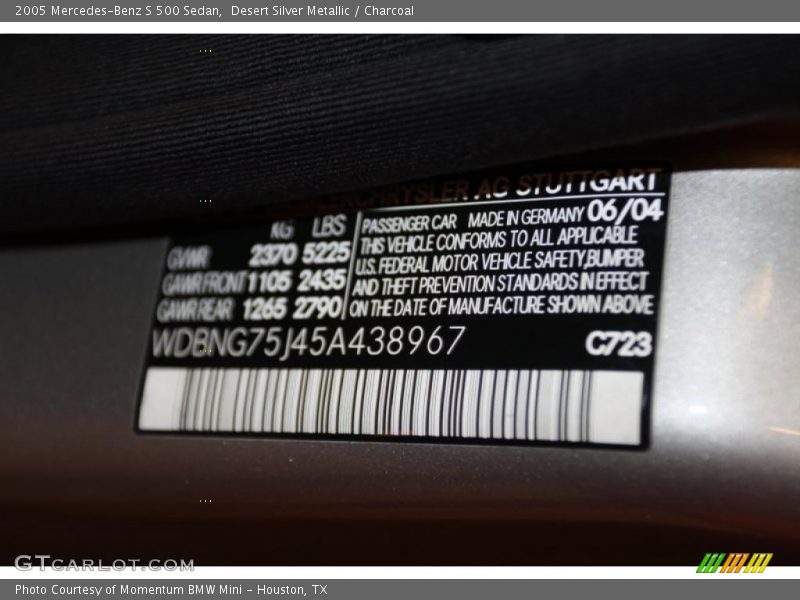 2005 Mercedes-Benz S 500 Sedan, Desert Silver Metallic / Charcoal
CHRYSLER AG STUTTGART
KG LBS
GVWR 2370 5225
GAWR FRONT 1105 2435
GAWR REAR 1265 2790
PASSENGER CAR MADE IN GERMANY 06/04
THIS VEHICLE CONFORMS TO ALL APPLICABLE
U.S. FEDERAL MOTOR VEHICLE SAFETY, BUMPER
AND THEFT PREVENTION STANDARDS IN EFFECT
ON THE DATE OF MANUFACTURE SHOWN ABOVE
WDBNG75J45A438967 C723
GTCARLOT.COM
Photo Courtesy of Momentum BMW Mini - Houston, TX